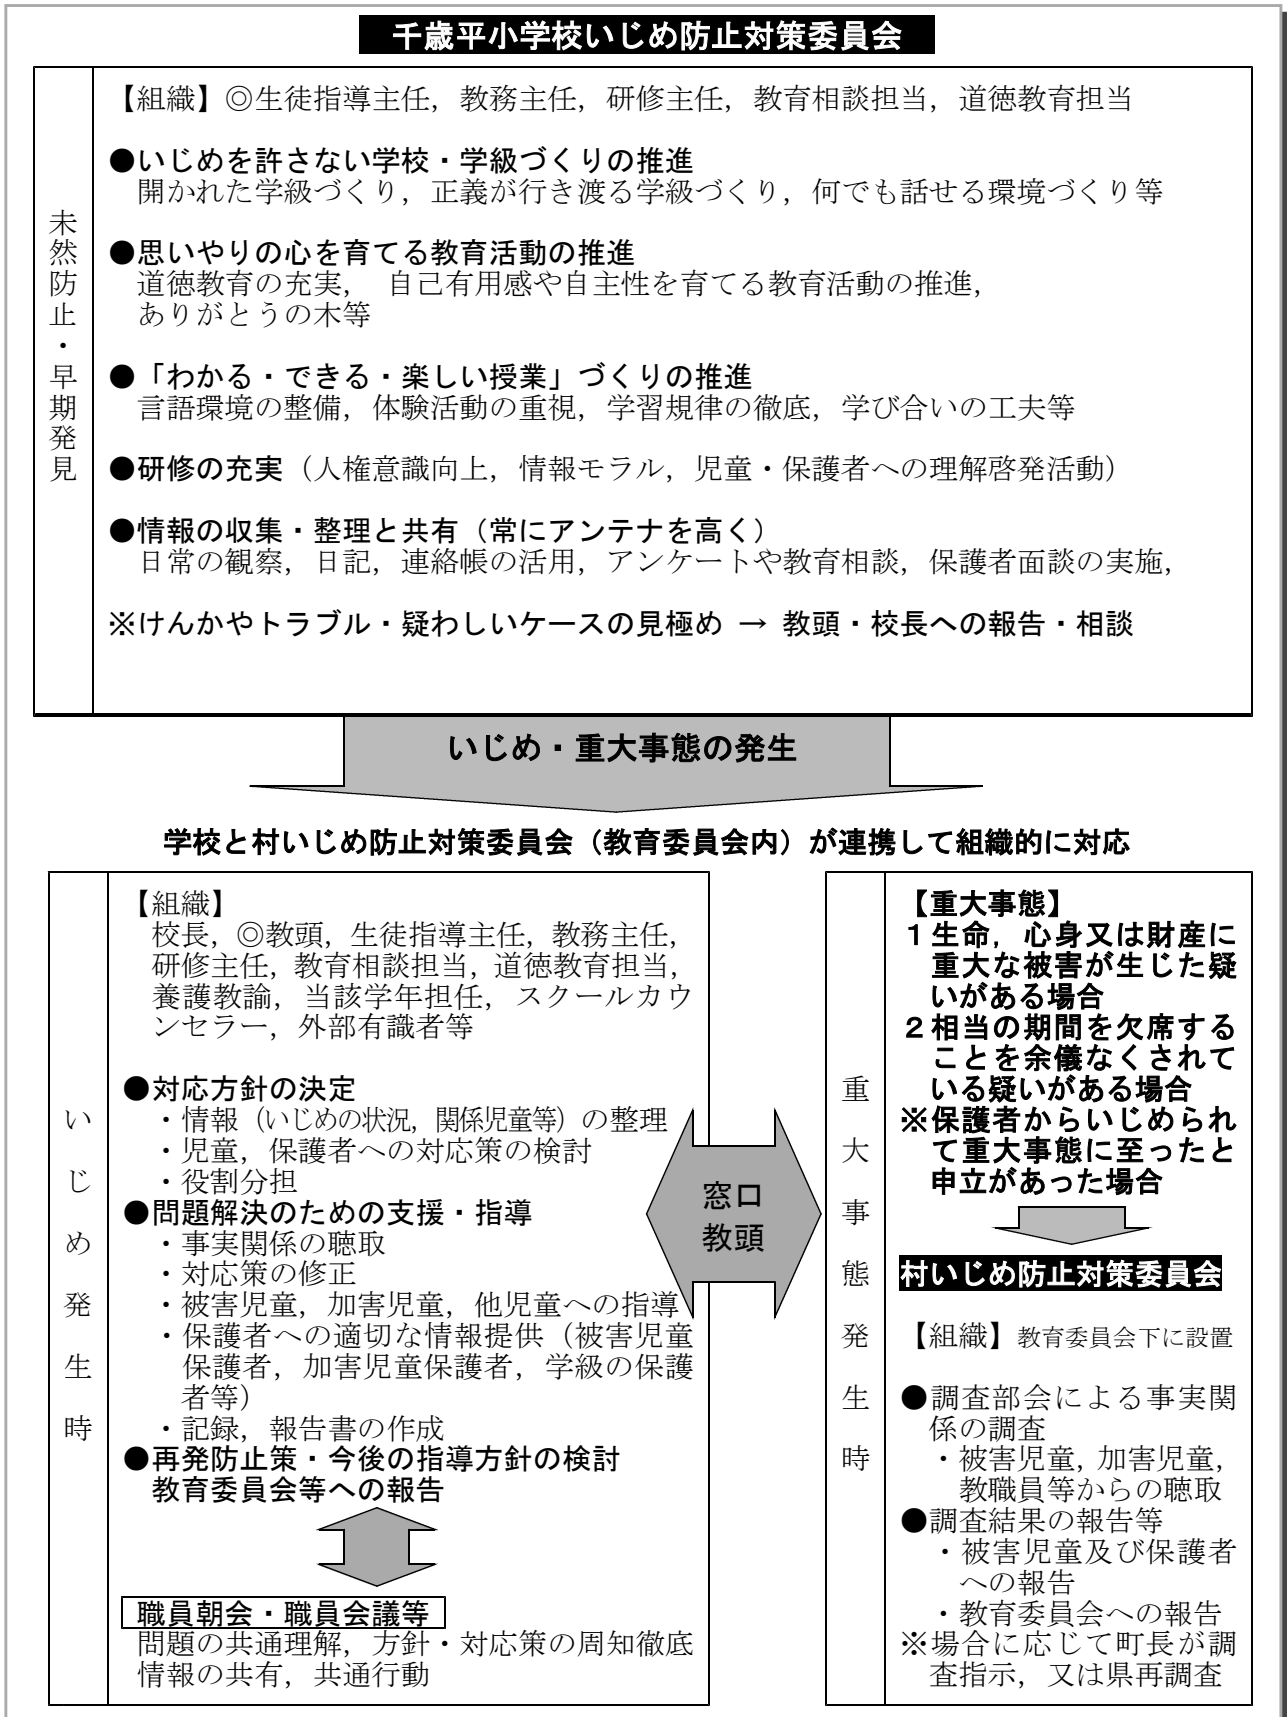 千歳平小学校いじめ防止対策委員会
未然防止・早期発見
【組織】◎生徒指導主任，教務主任，研修主任，教育相談担当，道徳教育担当
●いじめを許さない学校・学級づくりの推進
開かれた学級づくり，正義が行き渡る学級づくり，何でも話せる環境づくり等
●思いやりの心を育てる教育活動の推進
道徳教育の充実，　自己有用感や自主性を育てる教育活動の推進，
ありがとうの木等
●「わかる・できる・楽しい授業」づくりの推進
言語環境の整備，体験活動の重視，学習規律の徹底，学び合いの工夫等
●研修の充実（人権意識向上，情報モラル，児童・保護者への理解啓発活動）
●情報の収集・整理と共有（常にアンテナを高く）
日常の観察，日記，連絡帳の活用，アンケートや教育相談，保護者面談の実施，
※けんかやトラブル・疑わしいケースの見極め → 教頭・校長への報告・相談
いじめ・重大事態の発生
学校と村いじめ防止対策委員会（教育委員会内）が連携して組織的に対応
いじめ発生時
【組織】
校長，◎教頭，生徒指導主任，教務主任，
研修主任，教育相談担当，道徳教育担当，
養護教諭，当該学年担任，スクールカウ
ンセラー，外部有識者等
●対応方針の決定
・情報（いじめの状況，関係児童等）の整理
・児童，保護者への対応策の検討
・役割分担
●問題解決のための支援・指導
・事実関係の聴取
・対応策の修正
・被害児童，加害児童，他児童への指導
・保護者への適切な情報提供（被害児童
保護者，加害児童保護者，学級の保護
者等）
・記録，報告書の作成
●再発防止策・今後の指導方針の検討
教育委員会等への報告
職員朝会・職員会議等
問題の共通理解，方針・対応策の周知徹底
情報の共有，共通行動
窓口
教頭
重大事態発生時
【重大事態】
１生命，心身又は財産に
重大な被害が生じた疑
いがある場合
２相当の期間を欠席する
ことを余儀なくされて
いる疑いがある場合
※保護者からいじめられ
て重大事態に至ったと
申立があった場合
村いじめ防止対策委員会
【組織】教育委員会下に設置
●調査部会による事実関
係の調査
・被害児童，加害児童，
教職員等からの聴取
●調査結果の報告等
・被害児童及び保護者
への報告
・教育委員会への報告
※場合に応じて町長が調
査指示，又は県再調査